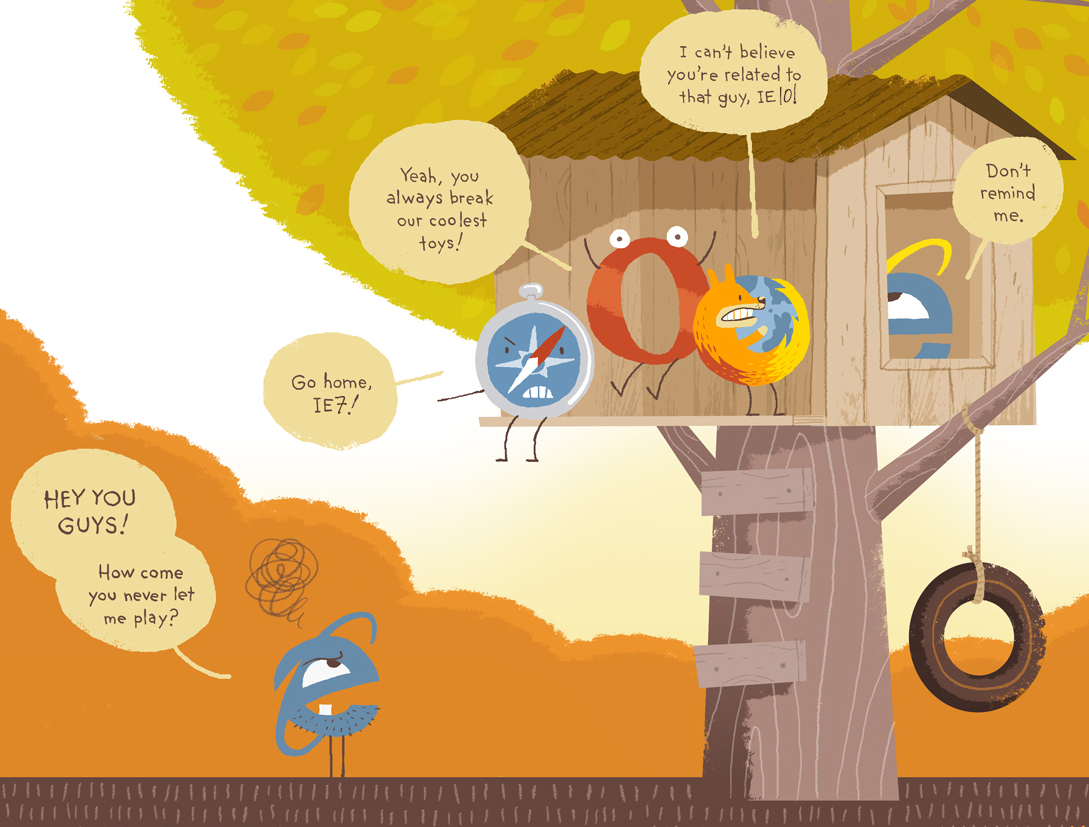 HEY YOU
GUYS!
How come
you never let
me play?
Go home,
IE7!
Yeah, you
always break
our coolest
toys!
I can't believe
you're related to
that guy, IE10!
Don't
remind
me.